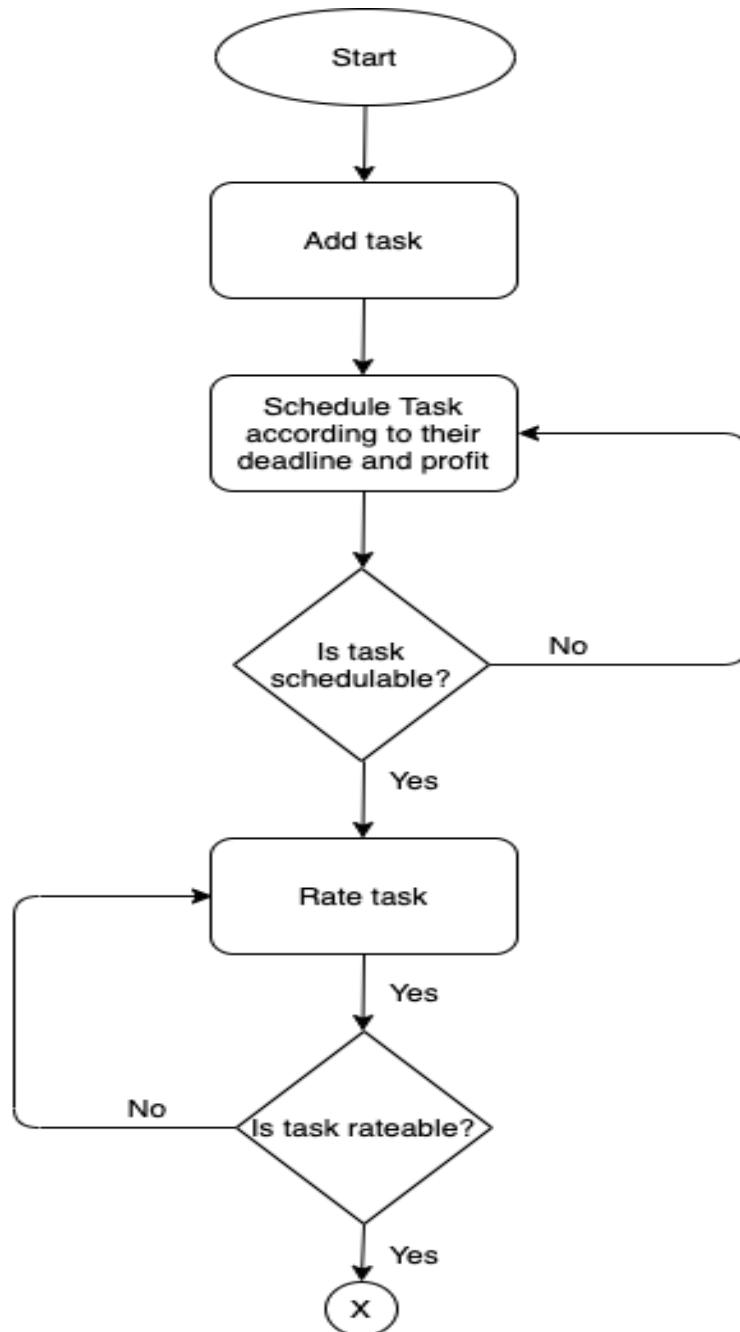 Start
Add task
Schedule Task
according to their
deadline and profit
Is task
schedulable?
No
Yes
Rate task
Yes
No
Is task rateable?
Yes
X